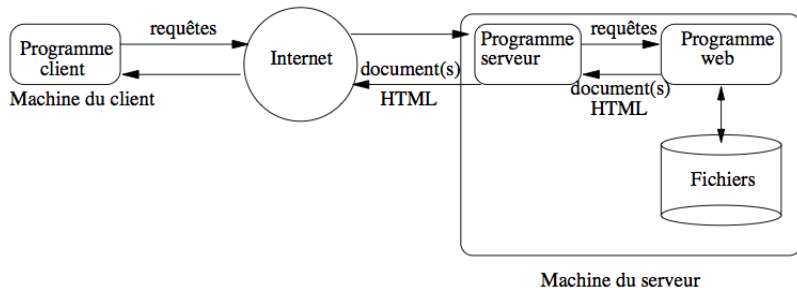 requêtes
Programme
client
Machine du client
Internet
document(s)
HTML
Programme
serveur
requêtes
Programme
web
document(s)
HTML
Fichiers
Machine du serveur